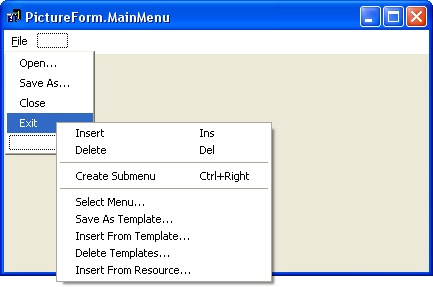 PictureForm.MainMenu
File
Open...
Save As...
Close
Exit
Insert Ins
Delete Del
Create Submenu Ctrl+Right
Select Menu...
Save As Template...
Insert From Template...
Delete Templates...
Insert From Resource...